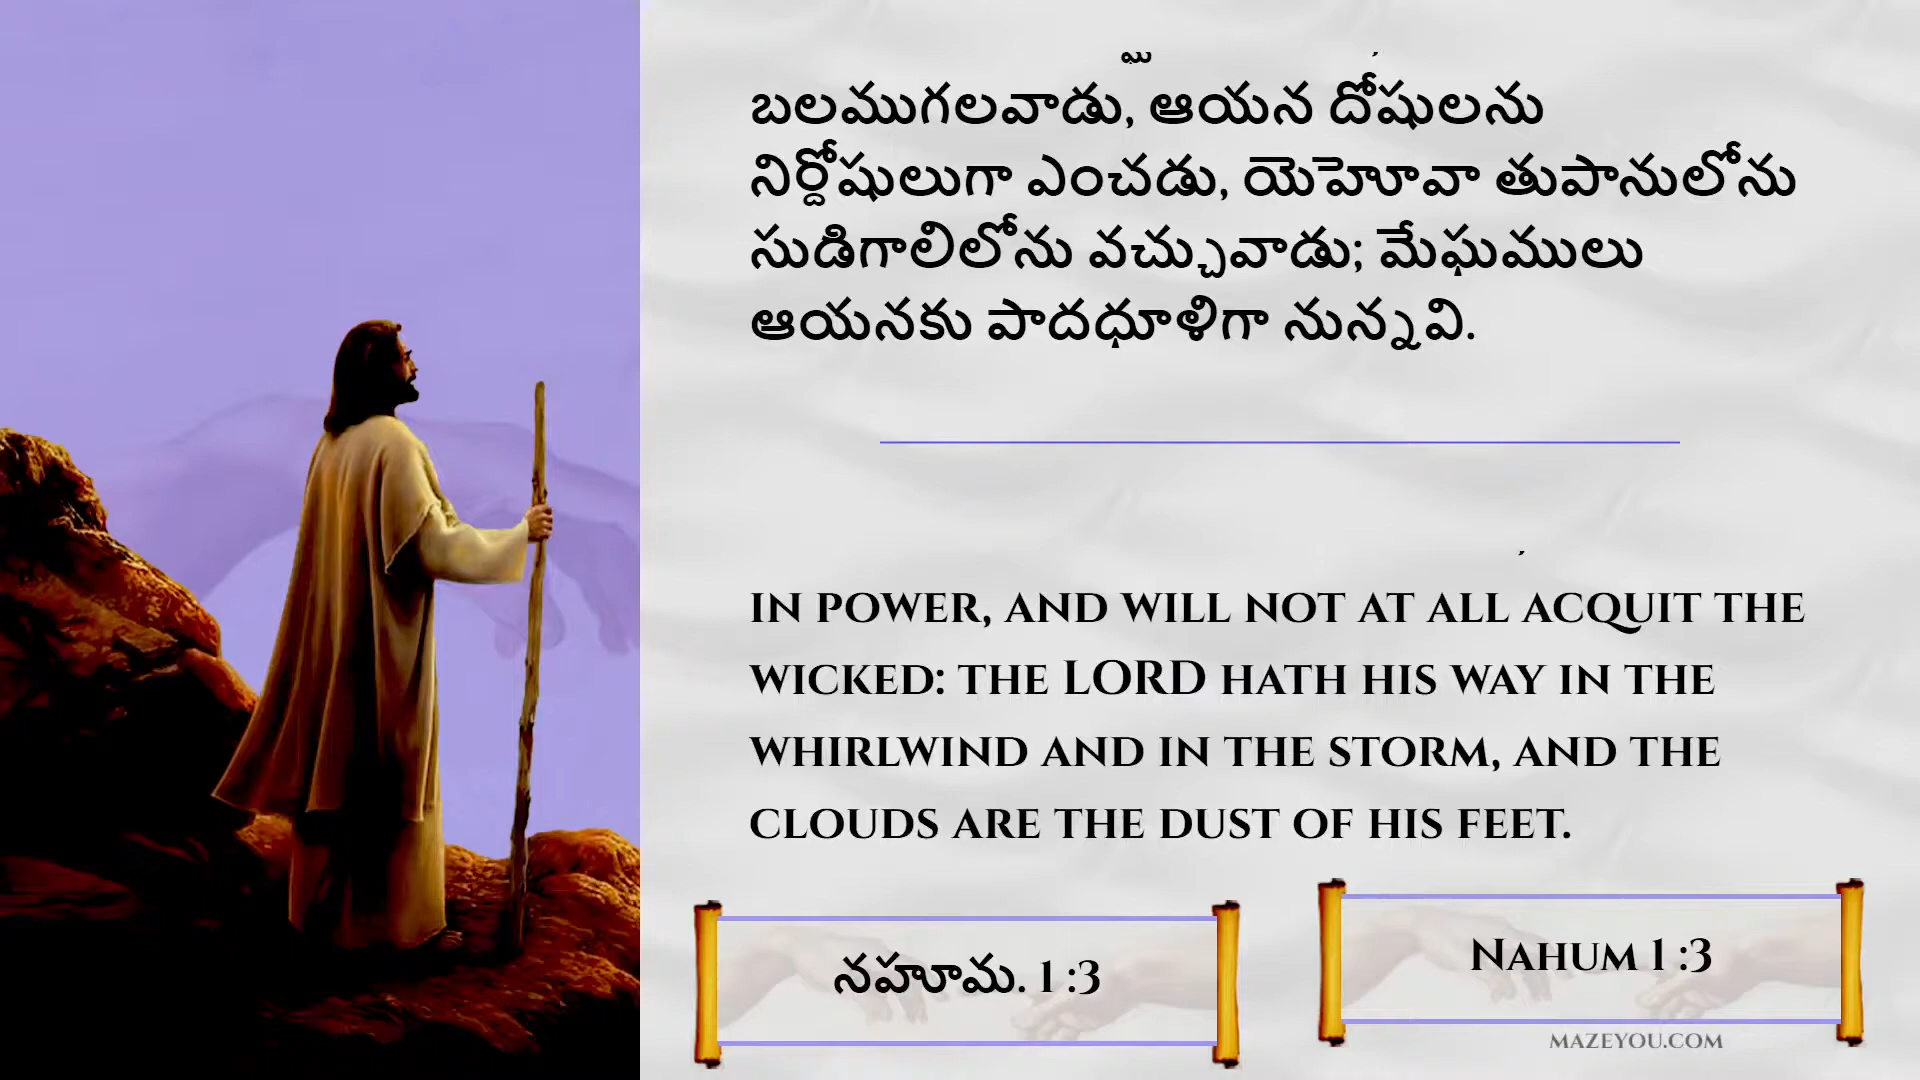 బలముగలవాడు, ఆయన దోషులను
నిర్దోషులుగా ఎంచడు, యెహోవా తుపానులోను
సుడిగాలిలోను వచ్చువాడు; మేఘములు
ఆయనకు పాదధూళిగా నున్నవి.
IN POWER, AND WILL NOT AT ALL ACQUIT THE
WICKED: THE LORD HATH HIS WAY IN THE
WHIRLWIND AND IN THE STORM, AND THE
CLOUDS ARE THE DUST OF HIS FEET.
నహూమ. 1 :3
NAHUM 1 :3
MAZEYOU.COM